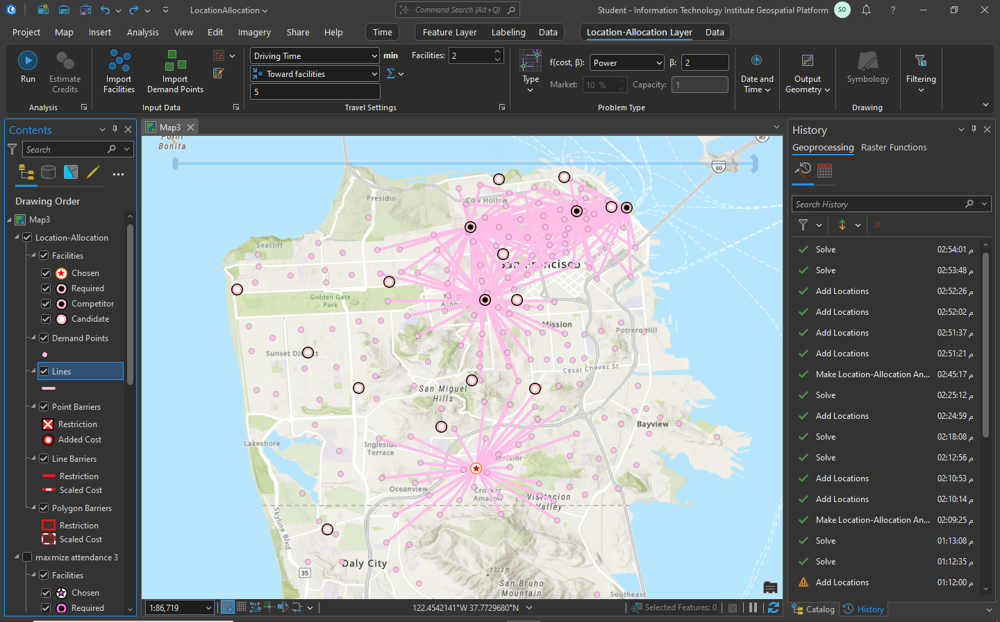 LocationAllocation
Command Search (Alt+Q)
Student - Information Technology Institute Geospatial Platform
SO
?
Project
Map
Insert
Analysis
View
Edit
Imagery
Share
Help
Time
Feature Layer
Labeling
Data
Location-Allocation Layer
Data
Run
Estimate
Credits
Analysis
Import
Facilities
Import
Demand Points
Input Data
Driving Time
min
Toward facilities
5
Facilities:
2
Travel Settings
Type
f(cost, β):
Power
β:
2
Market:
10 %
Capacity:
1
Problem Type
Date and
Time
Output
Geometry
Symbology
Drawing
Filtering
Contents
Search
Drawing Order
Map3
Location-Allocation
Facilities
Chosen
Required
Competitor
Candidate
Demand Points
Lines
Point Barriers
Restriction
Added Cost
Line Barriers
Restriction
Scaled Cost
Polygon Barriers
Restriction
Scaled Cost
maxmize attendance 3
Facilities
Chosen
Required
Map3
Point
Bonita
80
80
Presidio
Cow Hollow
Seacliff
San Francisco
Golden Gate
Park
Mission
Potrero Hill
Sunset District
Cesar Chavez St
San Miguel
Hills
Bayview
Lakeshore
Ingleside
Terrace
Excelsior
Oceanview
Crocker
Amazon
Visitacion
Valley
Skyline Blvd
Daly City
35
1323 ft
San Bruno
Mountain
Southeast
1:86,719
122.4542141°W 37.7729680°N
Selected Features: 0
History
Geoprocessing
Raster Functions
Search History
Solve 02:54:01 م
Solve 02:53:48 م
Add Locations 02:52:26 م
Add Locations 02:52:02 م
Add Locations 02:51:37 م
Add Locations 02:51:21 م
Make Location-Allocation An... 02:45:17 م
Solve 02:25:12 م
Add Locations 02:24:59 م
Solve 02:18:08 م
Solve 02:12:56 م
Add Locations 02:10:53 م
Add Locations 02:10:14 م
Make Location-Allocation An... 02:09:25 م
Solve 01:13:08 م
Solve 01:12:35 م
Add Locations 01:12:00 م
Catalog
History